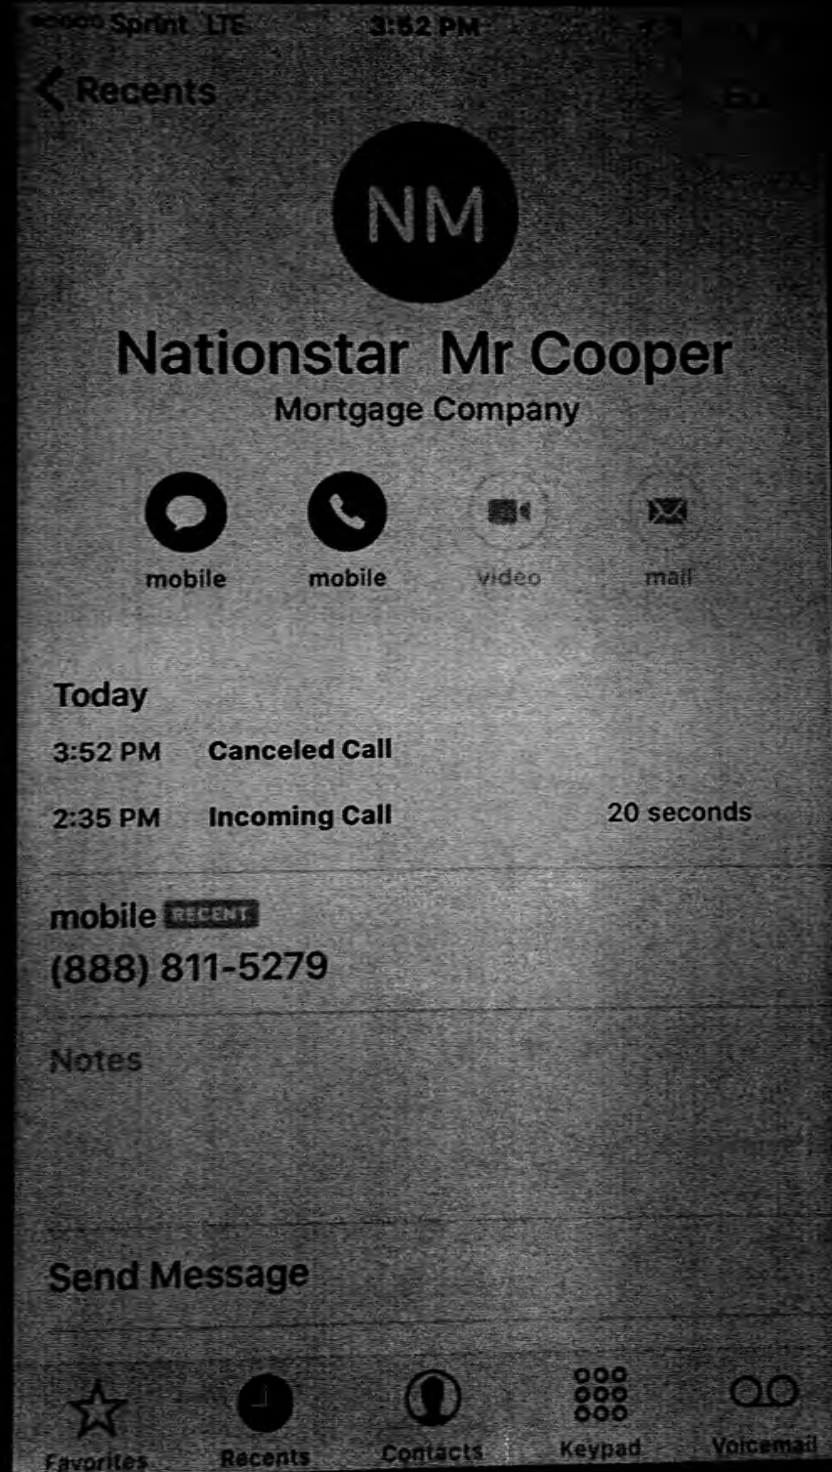 Sprint LTE 3:52 PM
Recents
NM
Nationstar Mr Cooper
Mortgage Company
mobile mobile video mail
Today
3:52 PM Canceled Call
2:35 PM Incoming Call 20 seconds
mobile RECENT
(888) 811-5279
Notes
Send Message
Favorites Recents Contacts Keypad Voicemail